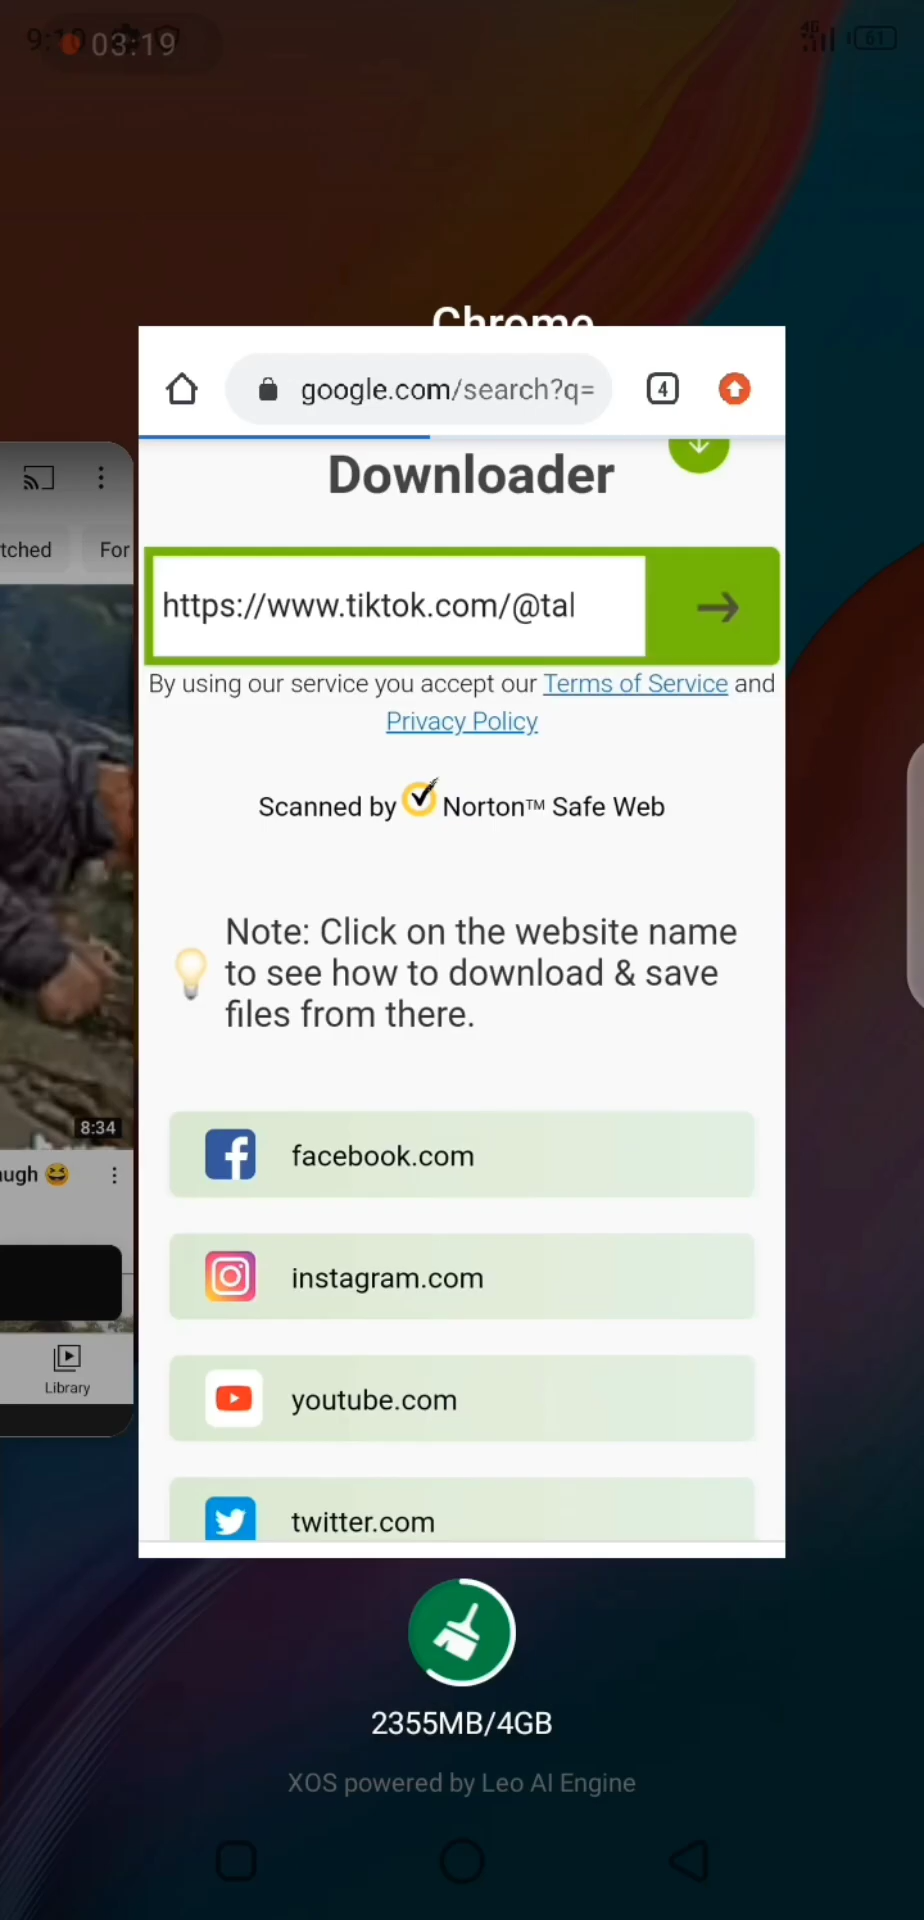 03:19
4G
61
Chrome
google.com/search?q=
4
Downloader
https://www.tiktok.com/@tal
By using our service you accept our Terms of Service and
Privacy Policy
Scanned by Norton™ Safe Web
Note: Click on the website name
to see how to download & save
files from there.
facebook.com
instagram.com
youtube.com
twitter.com
tched
For
8:34
augh 😆
Library
2355MB/4GB
XOS powered by Leo AI Engine